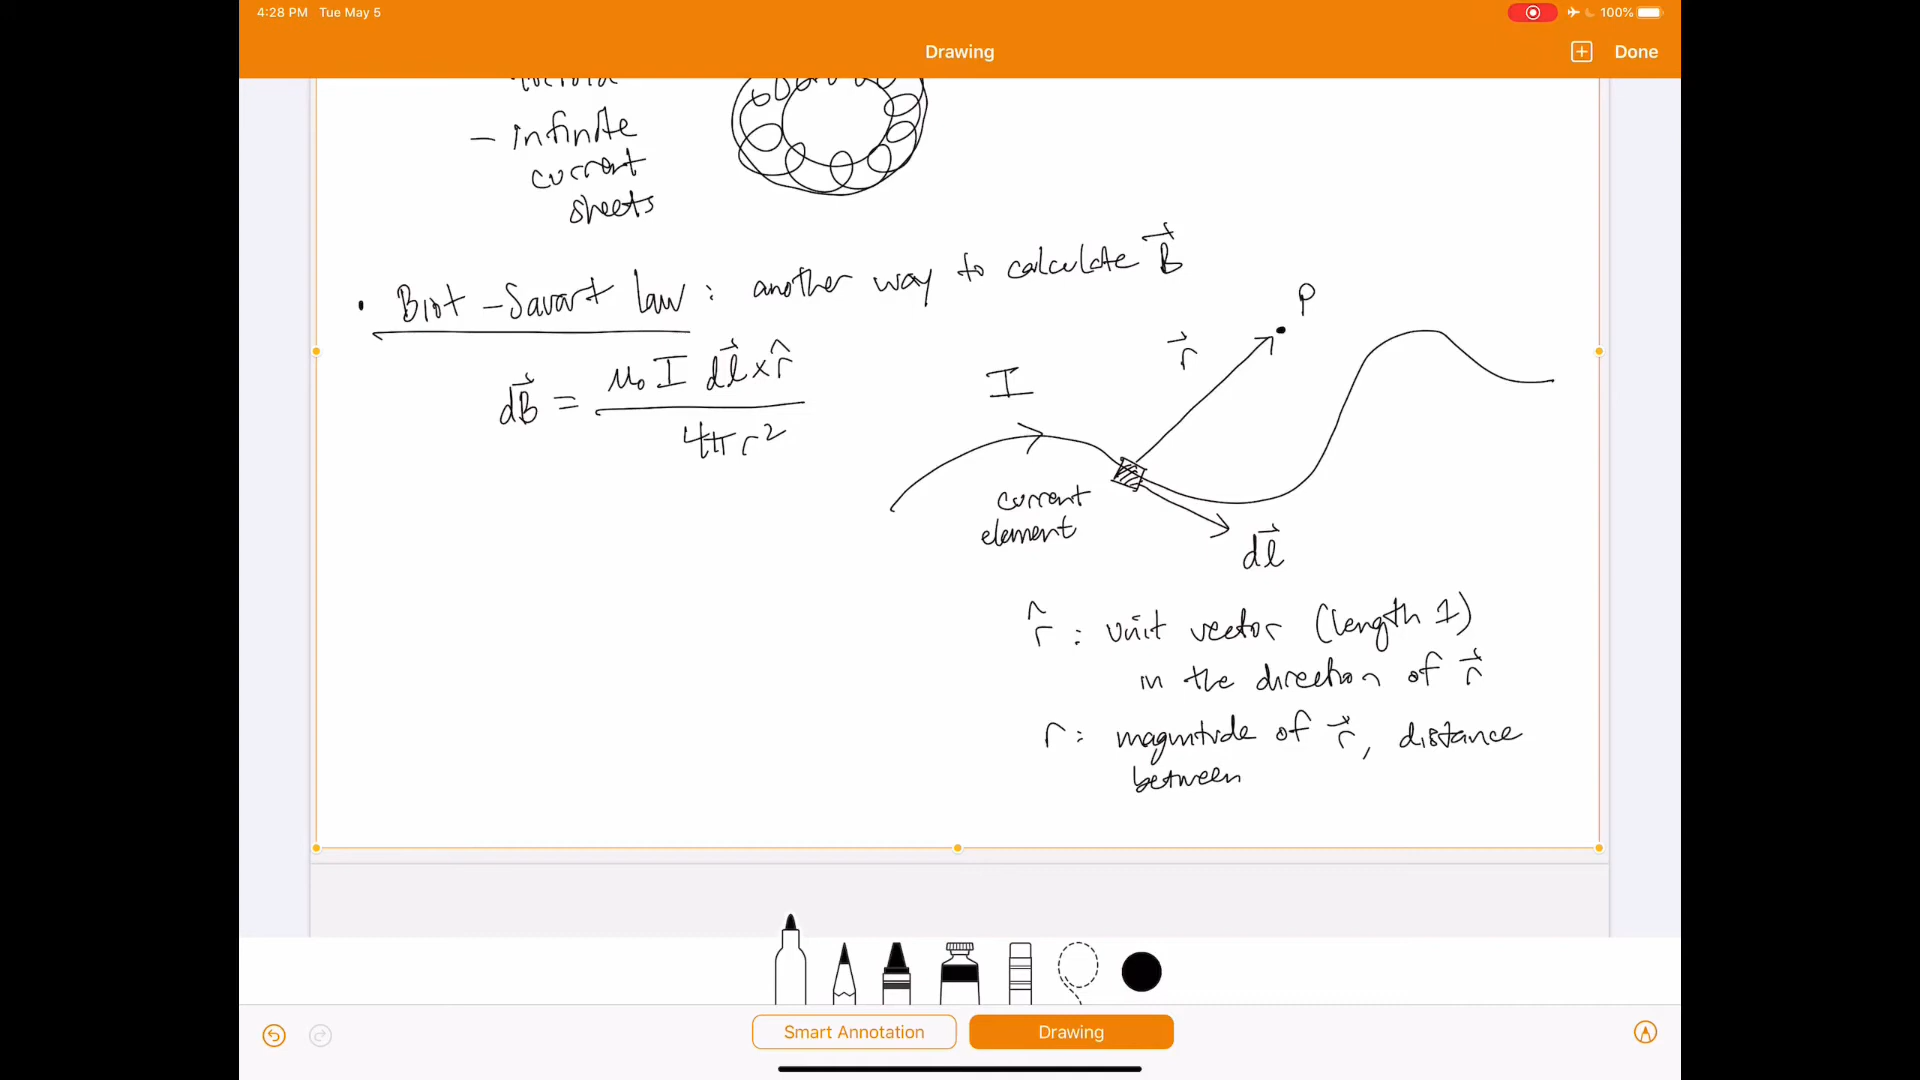 4:28 PM Tue May 5
100%
Drawing
Done
- infinite
current
sheets
• Biot-Savart law : another way to calculate B⃗
dB⃗ = μ₀ I dl⃗ × r̂ / 4πr²
P
r⃗
I
current
element
dl⃗
r̂ : unit vector (length 1)
in the direction of r⃗
r : magnitude of r⃗, distance
between
Smart Annotation
Drawing